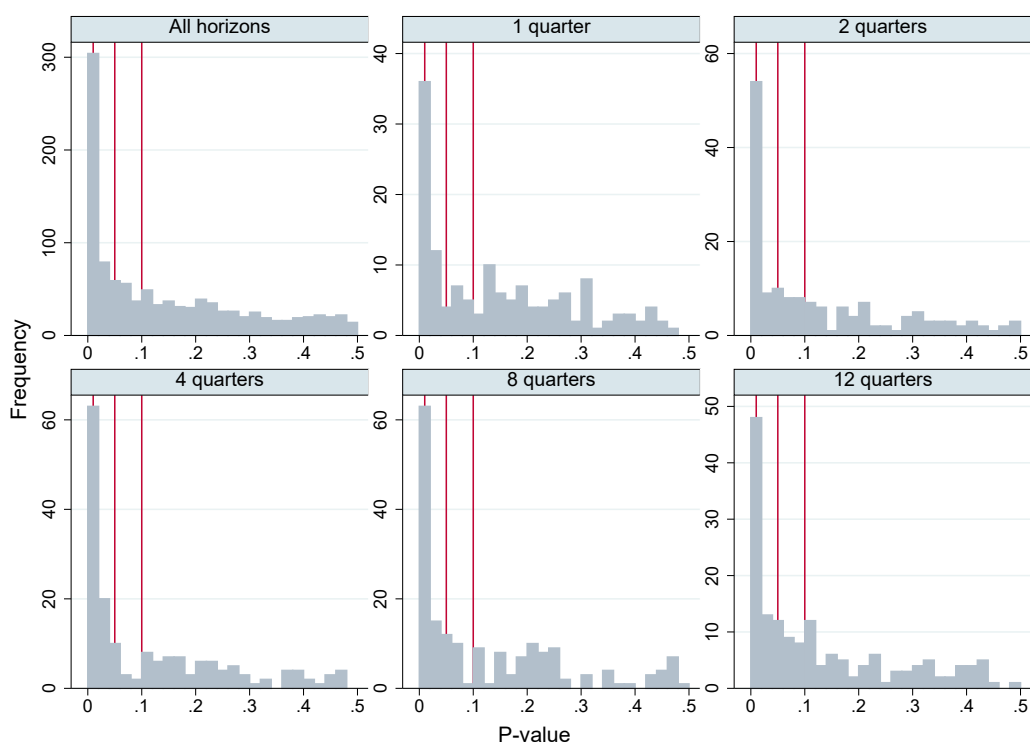 All horizons
1 quarter
2 quarters
300
200
100
0
0 .1 .2 .3 .4 .5
40
30
20
10
0
0 .1 .2 .3 .4 .5
60
40
20
0
0 .1 .2 .3 .4 .5
Frequency
4 quarters
8 quarters
12 quarters
60
40
20
0
0 .1 .2 .3 .4 .5
60
40
20
0
0 .1 .2 .3 .4 .5
50
40
30
20
10
0
0 .1 .2 .3 .4 .5
P-value